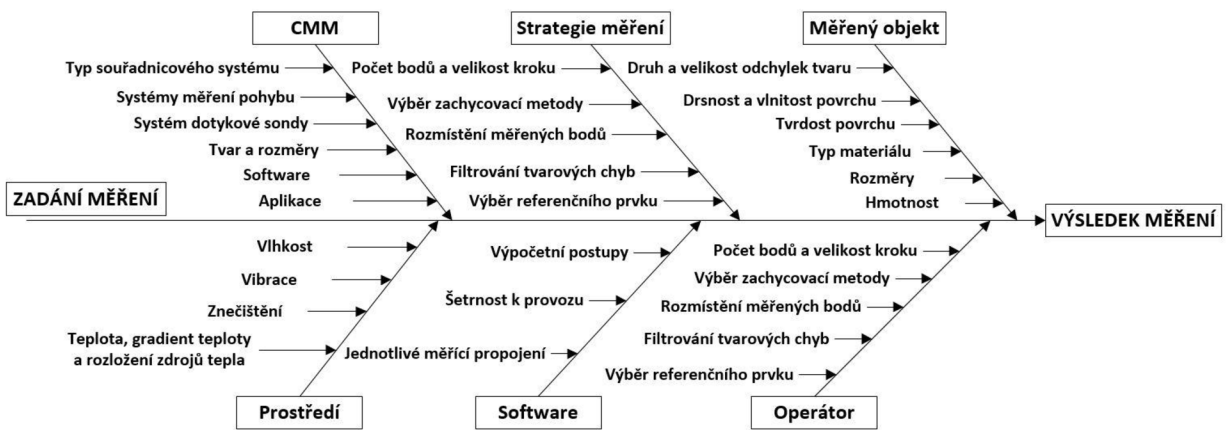 CMM
Typ souřadnicového systému
Systémy měření pohybu
Systém dotykové sondy
Tvar a rozměry
Software
Aplikace
Strategie měření
Počet bodů a velikost kroku
Výběr zachycovací metody
Rozmístění měřených bodů
Filtrování tvarových chyb
Výběr referenčního prvku
Měřený objekt
Druh a velikost odchylek tvaru
Drsnost a vlnitost povrchu
Tvrdost povrchu
Typ materiálu
Rozměry
Hmotnost
ZADÁNÍ MĚŘENÍ
VÝSLEDEK MĚŘENÍ
Vlhkost
Vibrace
Znečištění
Teplota, gradient teploty
a rozložení zdrojů tepla
Prostředí
Výpočetní postupy
Šetrnost k provozu
Jednotlivé měřící propojení
Software
Počet bodů a velikost kroku
Výběr zachycovací metody
Rozmístění měřených bodů
Filtrování tvarových chyb
Výběr referenčního prvku
Operátor